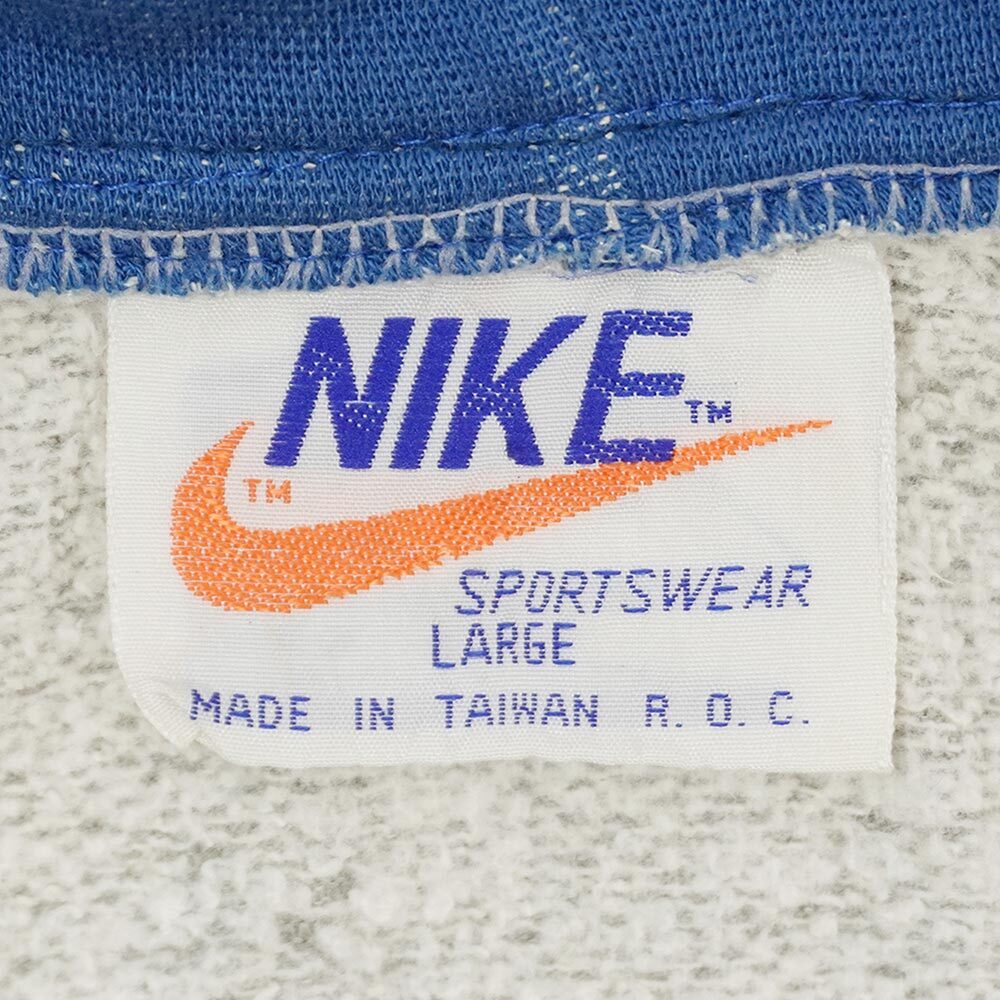 NIKE™
™
SPORTSWEAR
LARGE
MADE IN TAIWAN R.O.C.